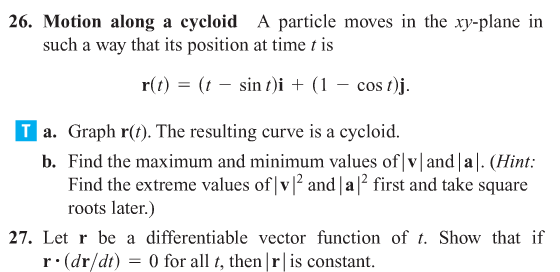 26. Motion along a cycloid A particle moves in the xy-plane in
such a way that its position at time t is
r(t) = (t − sin t)i + (1 − cos t)j.
T a. Graph r(t). The resulting curve is a cycloid.
b. Find the maximum and minimum values of |v| and |a|. (Hint:
Find the extreme values of |v|² and |a|² first and take square
roots later.)
27. Let r be a differentiable vector function of t. Show that if
r · (dr/dt) = 0 for all t, then |r| is constant.